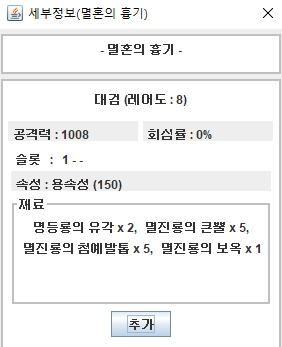 세부정보(멸혼의 흉기)
- 멸혼의 흉기 -
대검 (레어도 : 8)
공격력 : 1008 회심률 : 0%
슬롯 : 1 - -
속성 : 용속성 (150)
재료
명등룡의 유각 x 2, 멸진룡의 큰뿔 x 5,
멸진룡의 첨예발톱 x 5, 멸진룡의 보옥 x 1
추가